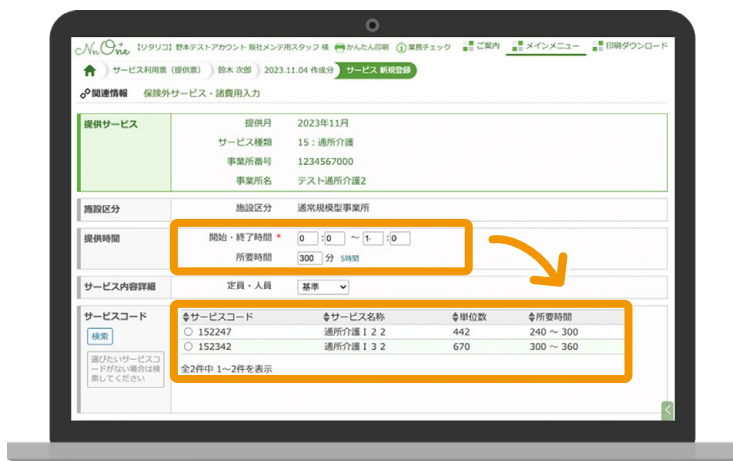 NnOne 【リタリコ】野本テストアカウント 販社メンテ用スタッフ 様 かんたん印刷 業務チェック ご案内 メインメニュー 印刷ダウンロード
サービス利用票（提供票） 鈴木 次郎 2023.11.04 作成分 サービス 新規登録
関連情報 保険外サービス・諸費用入力
提供サービス 提供月 2023年11月
サービス種類 15：通所介護
事業所番号 1234567000
事業所名 テスト通所介護2
施設区分 施設区分 通常規模型事業所
提供時間 開始・終了時間 * 0 : 0 ～ : 0
所要時間 300 分 5時間
サービス内容詳細 定員・人員 基準
サービスコード サービスコード サービス名称 単位数 所要時間
検索 152247 通所介護Ⅰ２２ 442 240 ～ 300
152342 通所介護Ⅰ３２ 670 300 ～ 360
選びたいサービスコ
ードがない場合は検
索してください
全2件中 1～2件を表示